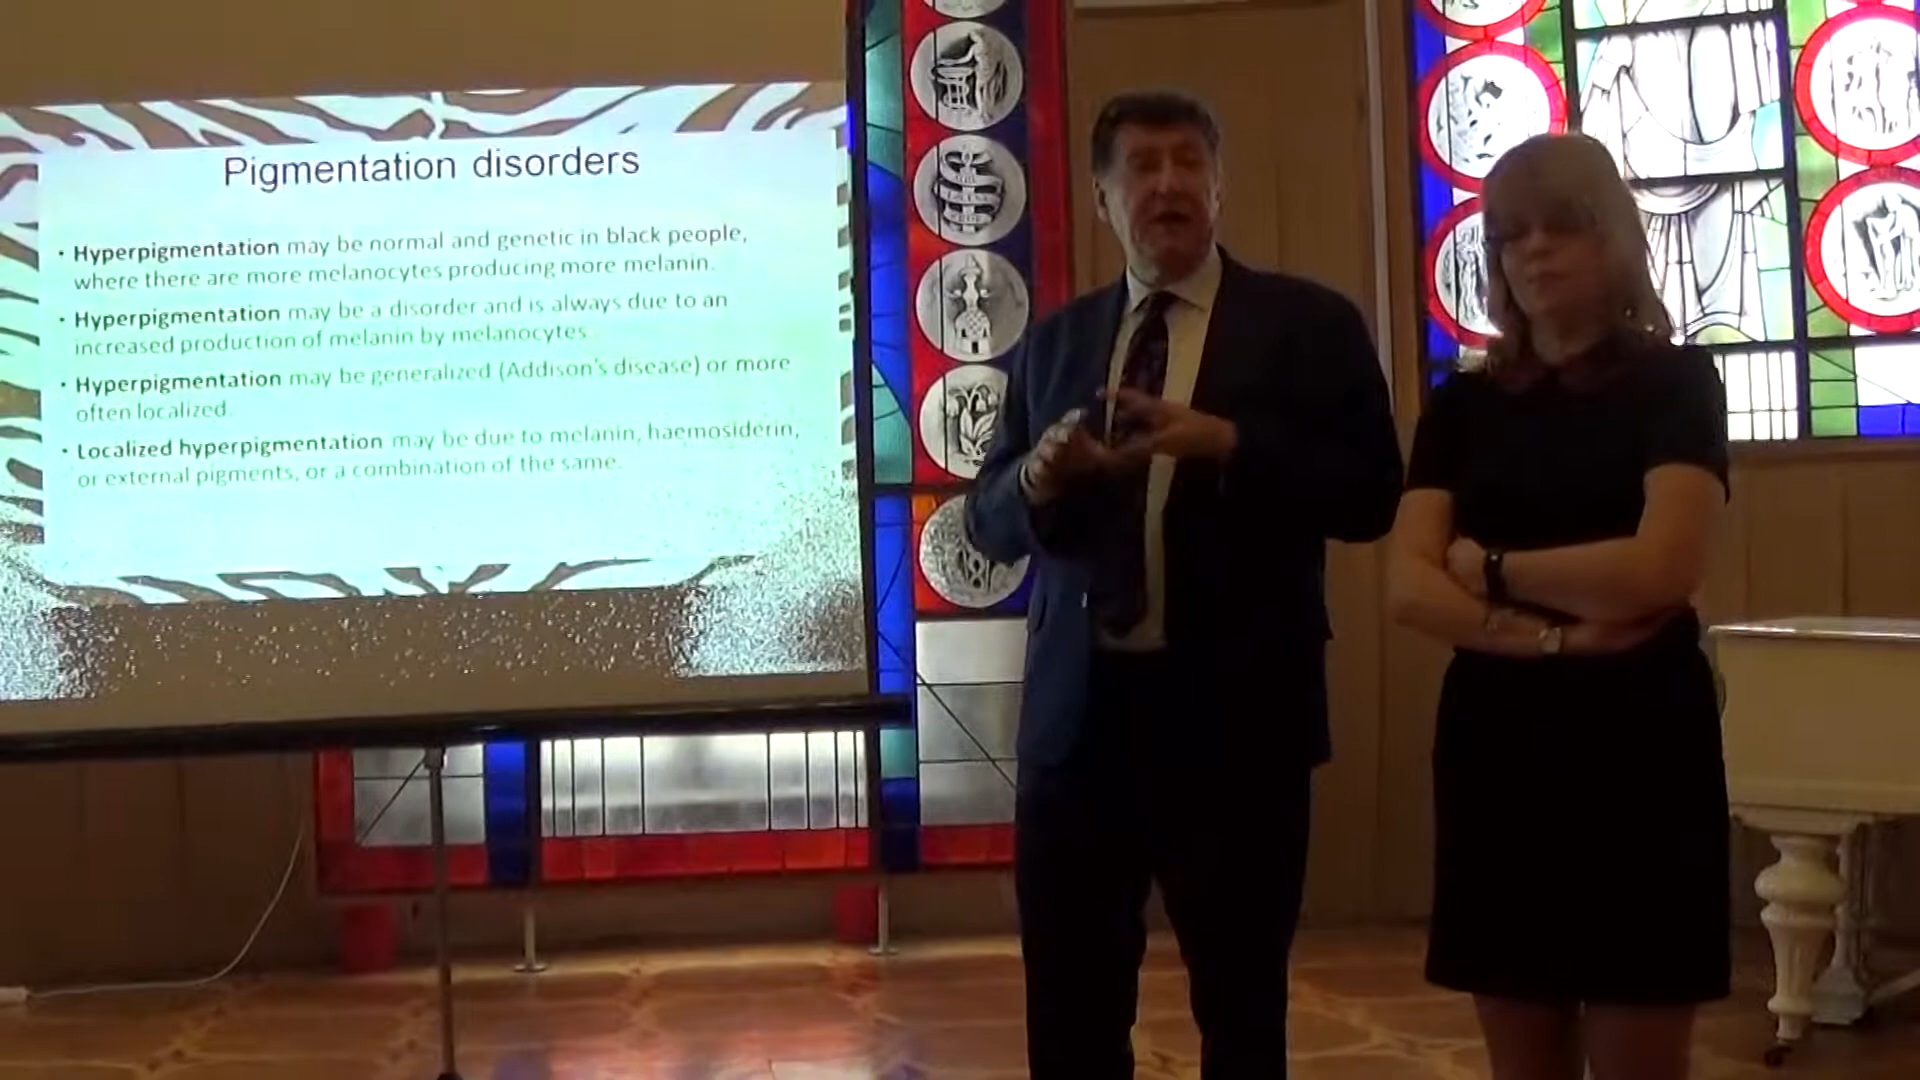 Pigmentation disorders
• Hyperpigmentation may be normal and genetic in black people,
where there are more melanocytes producing more melanin.
• Hyperpigmentation may be a disorder and is always due to an
increased production of melanin by melanocytes.
• Hyperpigmentation may be generalized (Addison's disease) or more
often localized.
• Localized hyperpigmentation may be due to melanin, haemosiderin,
or external pigments, or a combination of the same.